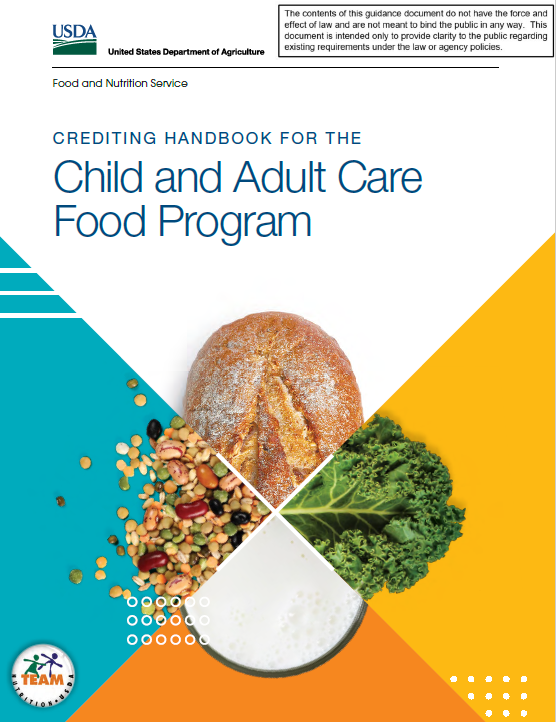 The contents of this guidance document do not have the force and
effect of law and are not meant to bind the public in any way. This
document is intended only to provide clarity to the public regarding
existing requirements under the law or agency policies.
USDA
United States Department of Agriculture
Food and Nutrition Service
CREDITING HANDBOOK FOR THE
Child and Adult Care
Food Program
TEAM
NUTRITION • USDA